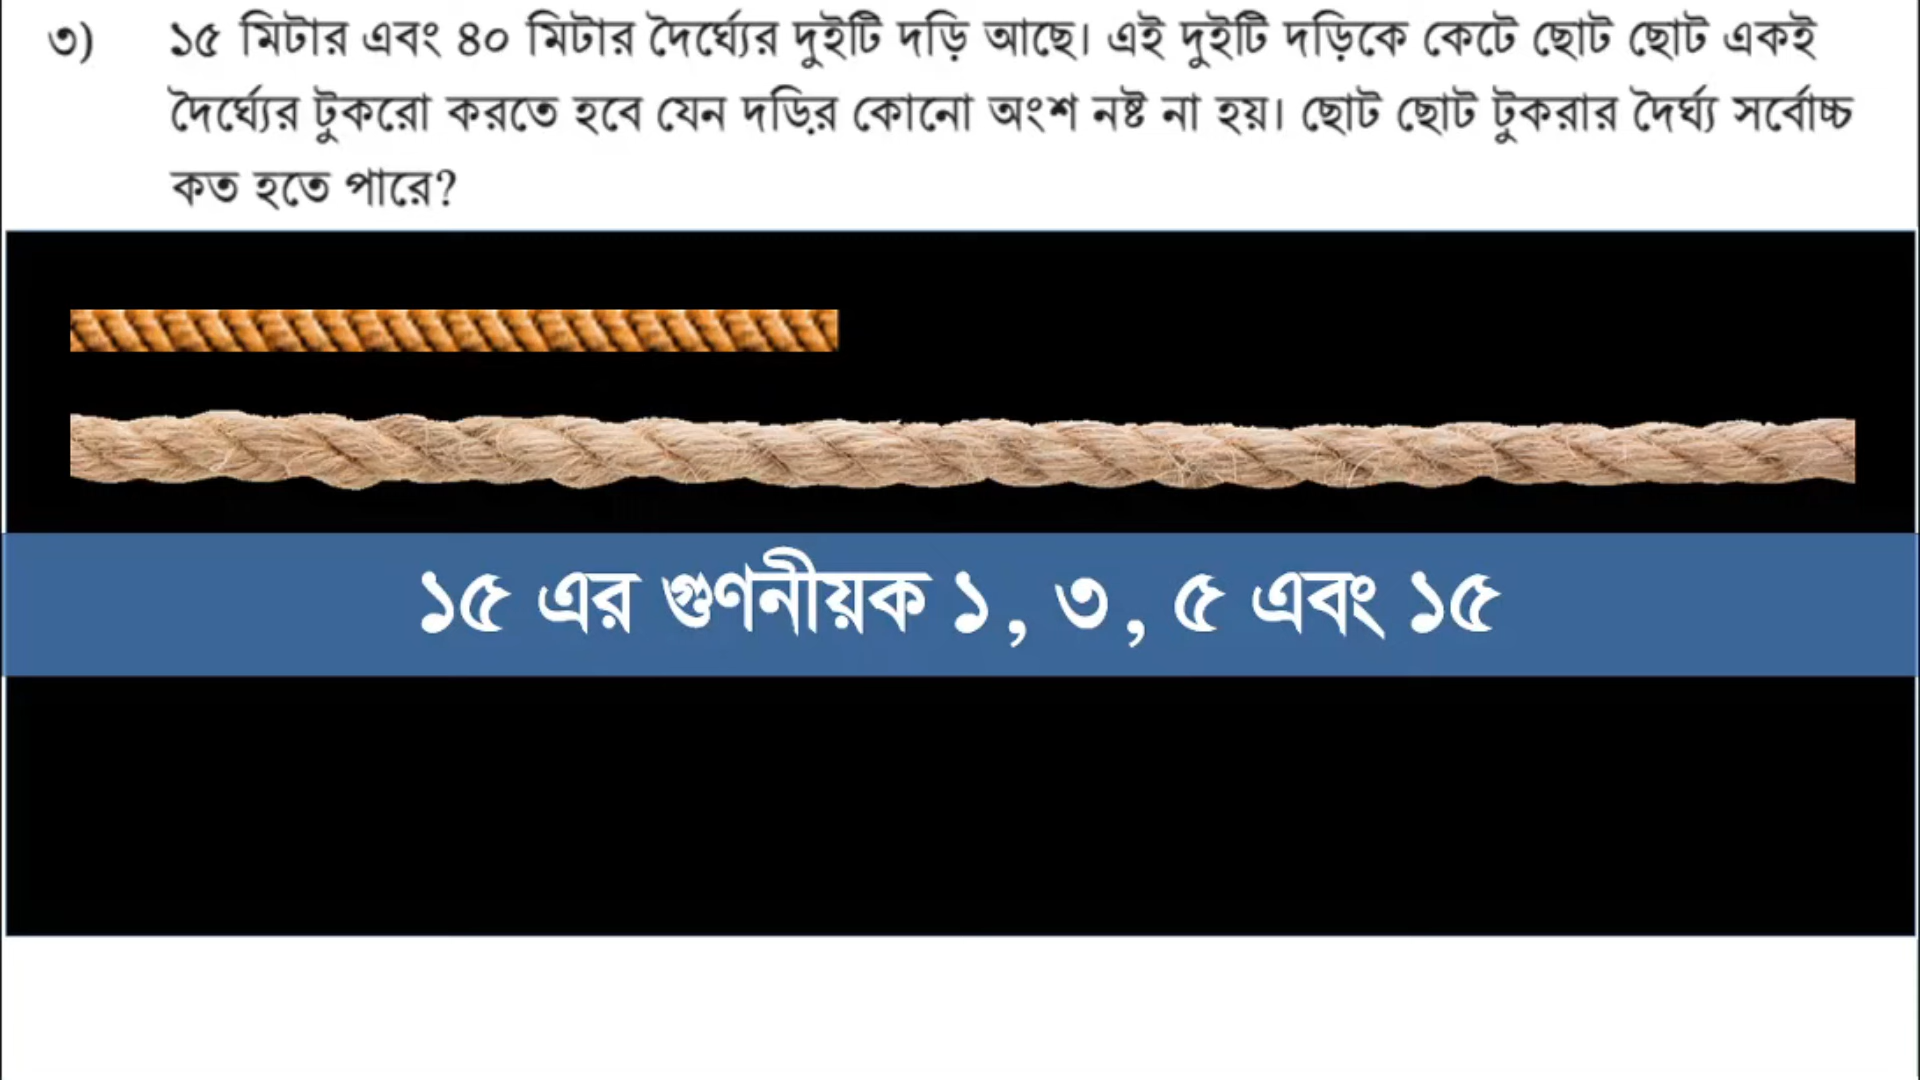 ৩) ১৫ মিটার এবং ৪০ মিটার দৈর্ঘ্যের দুইটি দড়ি আছে। এই দুইটি দড়িকে কেটে ছোট ছোট একই
দৈর্ঘ্যের টুকরো করতে হবে যেন দড়ির কোনো অংশ নষ্ট না হয়। ছোট ছোট টুকরার দৈর্ঘ্য সর্বোচ্চ
কত হতে পারে?
১৫ এর গুণনীয়ক ১, ৩, ৫ এবং ১৫